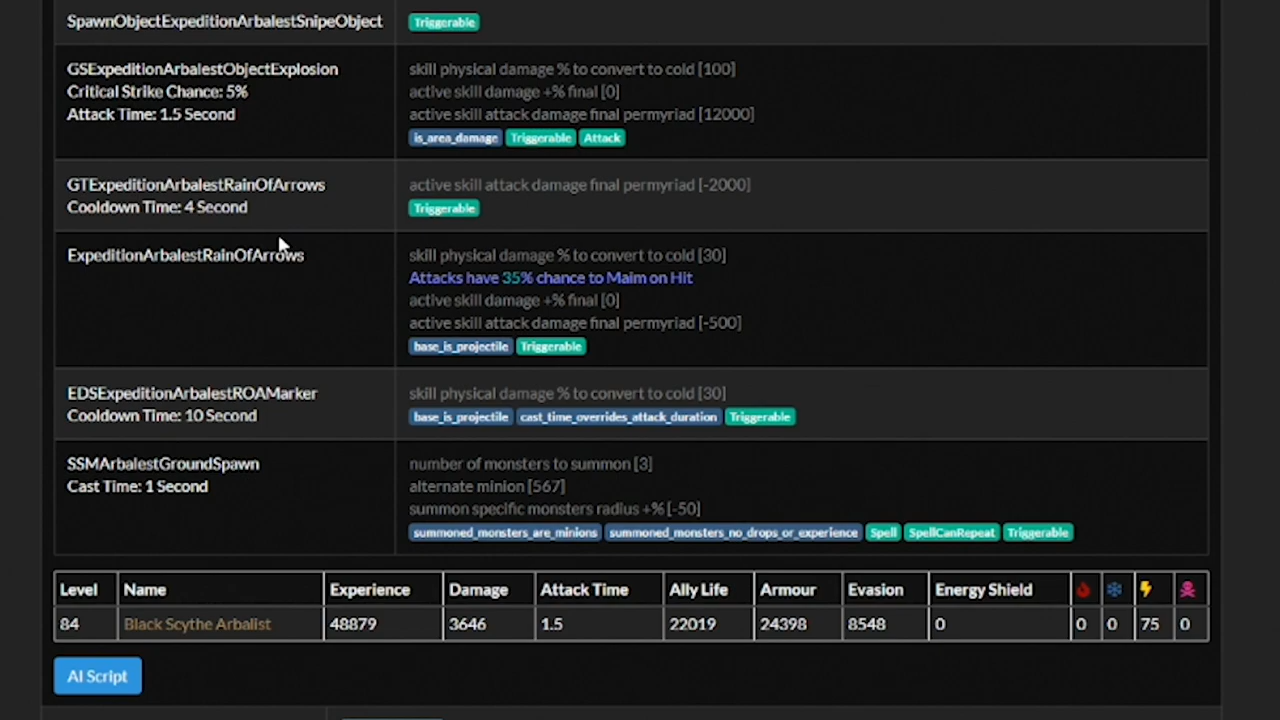 SpawnObjectExpeditionArbalestSnipeObject
Triggerable
GSExpeditionArbalestObjectExplosion
Critical Strike Chance: 5%
Attack Time: 1.5 Second
skill physical damage % to convert to cold [100]
active skill damage +% final [0]
active skill attack damage final permyriad [12000]
is_area_damage Triggerable Attack
GTExpeditionArbalestRainOfArrows
Cooldown Time: 4 Second
active skill attack damage final permyriad [-2000]
Triggerable
ExpeditionArbalestRainOfArrows
skill physical damage % to convert to cold [30]
Attacks have 35% chance to Maim on Hit
active skill damage +% final [0]
active skill attack damage final permyriad [-500]
base_is_projectile Triggerable
EDSExpeditionArbalestROAMarker
Cooldown Time: 10 Second
skill physical damage % to convert to cold [30]
base_is_projectile cast_time_overrides_attack_duration Triggerable
SSMArbalestGroundSpawn
Cast Time: 1 Second
number of monsters to summon [3]
alternate minion [567]
summon specific monsters radius +% [-50]
summoned_monsters_are_minions summoned_monsters_no_drops_or_experience Spell SpellCanRepeat Triggerable
Level Name Experience Damage Attack Time Ally Life Armour Evasion Energy Shield
84 Black Scythe Arbalist 48879 3646 1.5 22019 24398 8548 0 0 0 75 0
AI Script